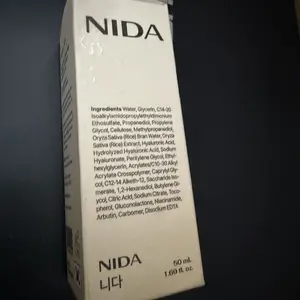 NIDA
Ingredients Water, Glycerin, C14-20
Isoalkylamidopropylethyldimonium
Ethosulfate, Propanediol, Propylene
Glycol, Cellulose, Methylpropanediol,
Oryza Sativa (Rice) Bran Water, Oryza
Sativa (Rice) Extract, Hyaluronic Acid,
Hydrolyzed Hyaluronic Acid, Sodium
Hyaluronate, Pentylene Glycol, Ethyl-
hexylglycerin, Acrylates/C10-30 Alkyl
Acrylate Crosspolymer, Caprylyl Gly-
col, C12-14 Alketh-12, Saccharide Iso-
merate, 1,2-Hexanediol, Butylene Gl-
ycol, Citric Acid, Sodium Citrate, Toco-
pherol, Gluconolactone, Niacinamide,
Arbutin, Carbomer, Disodium EDTA
50 mL
1.69 fl. oz.
NIDA
니다